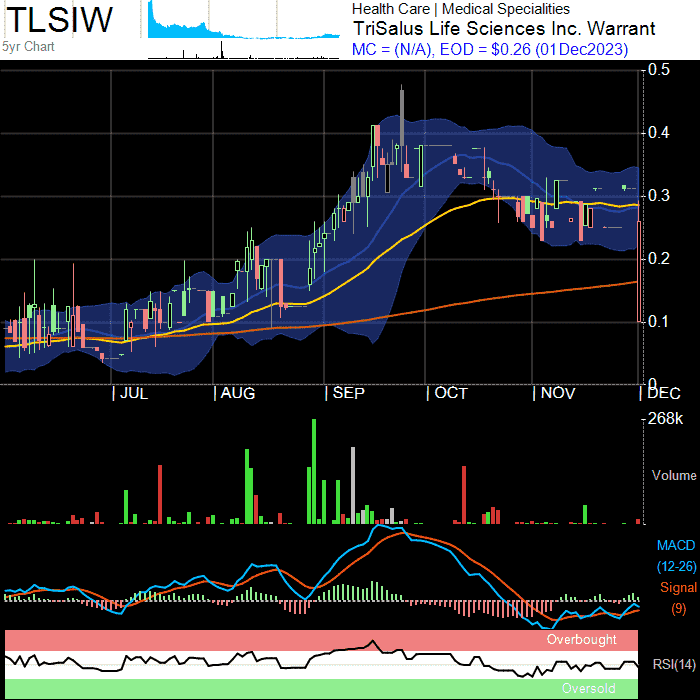 TLSIW
5yr Chart
Health Care | Medical Specialities
TriSalus Life Sciences Inc. Warrant
MC = (N/A), EOD = $0.26 (01Dec2023)
0.5
0.4
0.3
0.2
0.1
0
JUL AUG SEP OCT NOV DEC
268k
Volume
MACD
(12-26)
Signal
(9)
Overbought
RSI(14)
Oversold